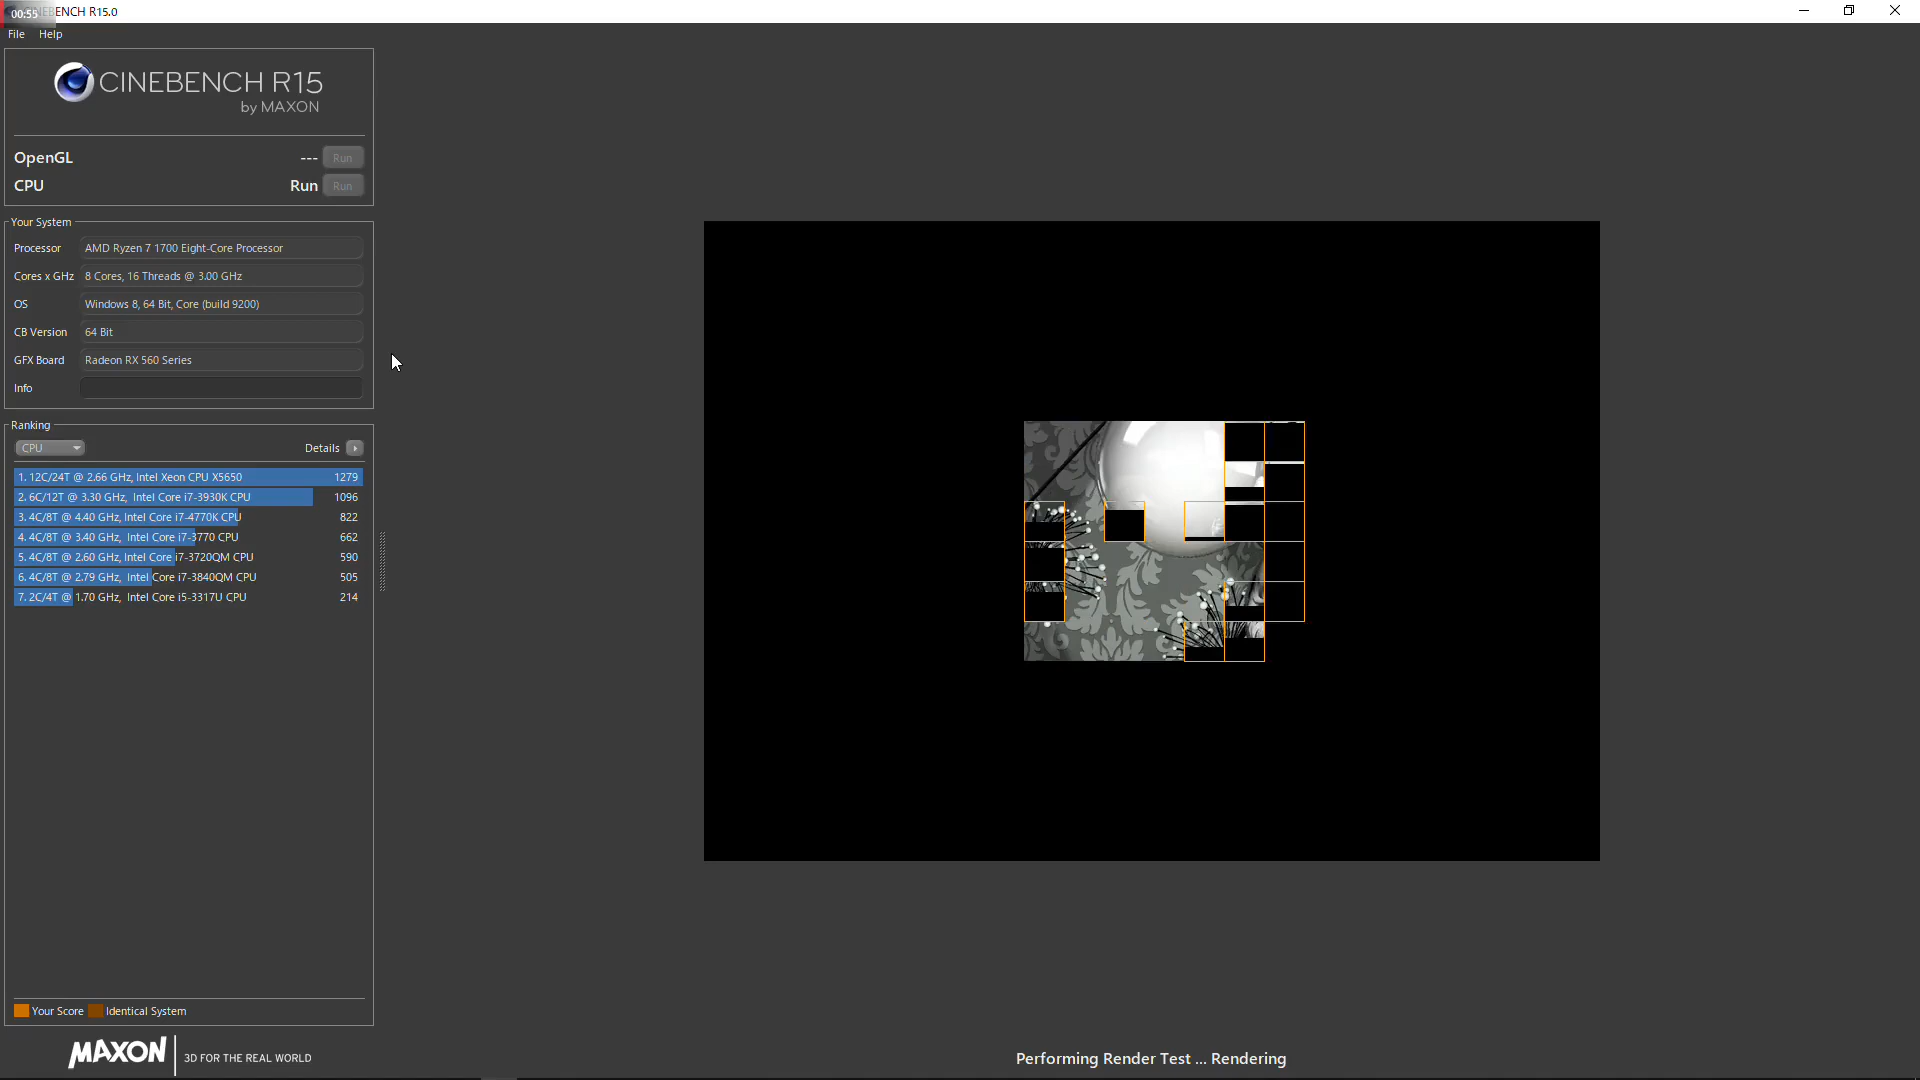 00:55 ENCH R15.0
File Help
CINEBENCH R15
by MAXON
OpenGL --- Run
CPU Run Run
Your System
Processor AMD Ryzen 7 1700 Eight-Core Processor
Cores x GHz 8 Cores, 16 Threads @ 3.00 GHz
OS Windows 8, 64 Bit, Core (build 9200)
CB Version 64 Bit
GFX Board Radeon RX 560 Series
Info
Ranking
CPU Details
1. 12C/24T @ 2.66 GHz, Intel Xeon CPU X5650 1279
2. 6C/12T @ 3.30 GHz, Intel Core i7-3930K CPU 1096
3. 4C/8T @ 4.40 GHz, Intel Core i7-4770K CPU 822
4. 4C/8T @ 3.40 GHz, Intel Core i7-3770 CPU 662
5. 4C/8T @ 2.60 GHz, Intel Core i7-3720QM CPU 590
6. 4C/8T @ 2.79 GHz, Intel Core i7-3840QM CPU 505
7. 2C/4T @ 1.70 GHz, Intel Core i5-3317U CPU 214
Your Score Identical System
MAXON 3D FOR THE REAL WORLD
Performing Render Test ... Rendering